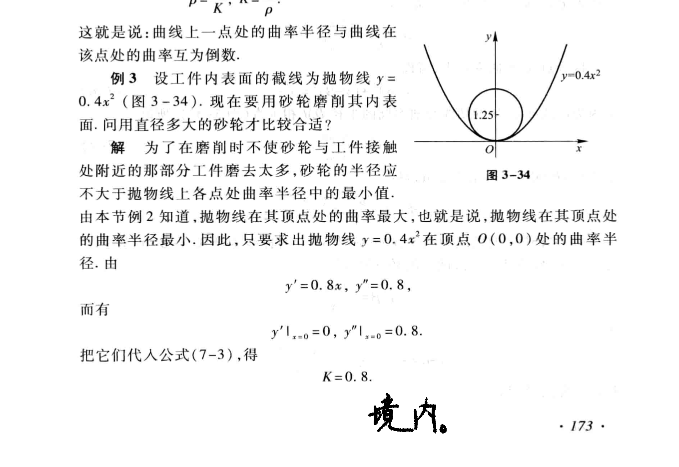 ρ=1/K, K=1/ρ.
这就是说:曲线上一点处的曲率半径与曲线在
该点处的曲率互为倒数.
例3 设工件内表面的截线为抛物线 y=
0.4x² (图 3-34). 现在要用砂轮磨削其内表
面. 问用直径多大的砂轮才比较合适?
解 为了在磨削时不使砂轮与工件接触
处附近的那部分工件磨去太多,砂轮的半径应
不大于抛物线上各点处曲率半径中的最小值.
y
y=0.4x²
1.25
O
x
图 3-34
由本节例 2 知道,抛物线在其顶点处的曲率最大,也就是说,抛物线在其顶点处
的曲率半径最小. 因此,只要求出抛物线 y=0.4x² 在顶点 O(0,0)处的曲率半
径. 由
y′=0.8x, y″=0.8,
而有
y′|x=0=0, y″|x=0=0.8.
把它们代入公式(7-3),得
K=0.8.
境内。
·173·